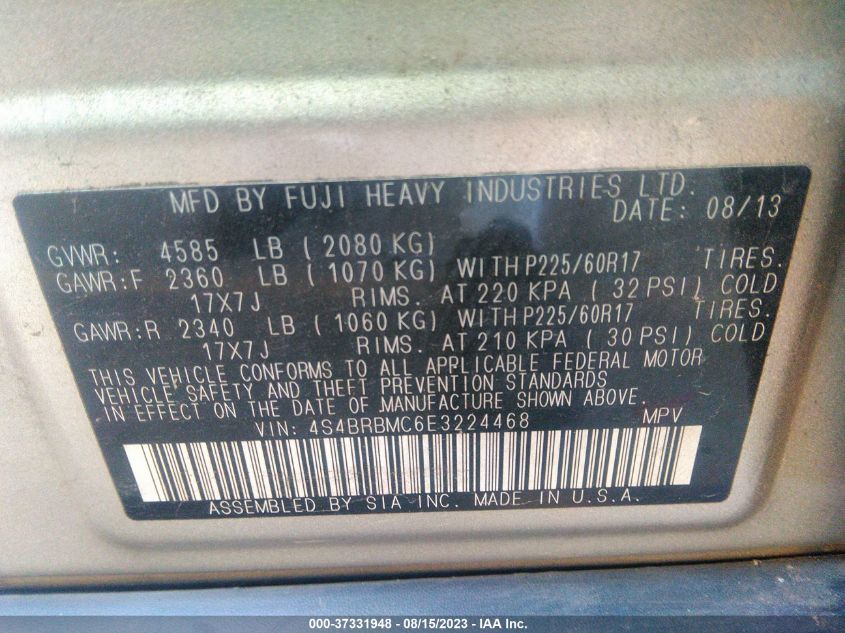 MFD BY FUJI HEAVY INDUSTRIES LTD.
DATE: 08/13
GVWR: 4585 LB (2080 KG)
GAWR:F 2360 LB (1070 KG) WITH P225/60R17 TIRES.
17X7J RIMS. AT 220 KPA (32 PSI) COLD
GAWR:R 2340 LB (1060 KG) WITH P225/60R17 TIRES.
17X7J RIMS. AT 210 KPA (30 PSI) COLD
THIS VEHICLE CONFORMS TO ALL APPLICABLE FEDERAL MOTOR
VEHICLE SAFETY AND THEFT PREVENTION STANDARDS
IN EFFECT ON THE DATE OF MANUFACTURE SHOWN ABOVE.
VIN: 4S4BRBMC6E3224468 MPV
ASSEMBLED BY SIA INC. MADE IN U.S.A.
000-37331948 - 08/15/2023 - IAA Inc.